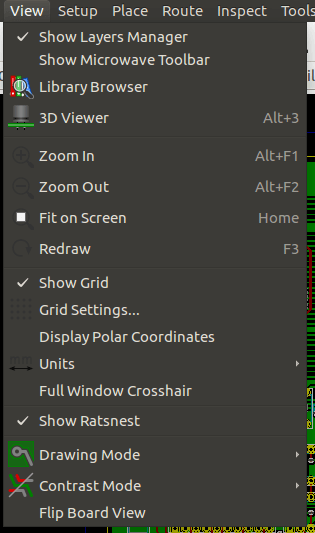 View Setup Place Route Inspect Tools
Show Layers Manager
Show Microwave Toolbar
Library Browser
3D Viewer Alt+3
Zoom In Alt+F1
Zoom Out Alt+F2
Fit on Screen Home
Redraw F3
Show Grid
Grid Settings...
Display Polar Coordinates
mm Units
Full Window Crosshair
Show Ratsnest
Drawing Mode
Contrast Mode
Flip Board View